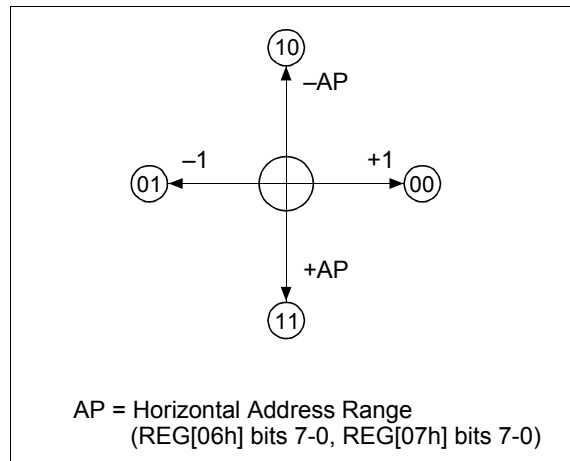 10
–AP
–1
+1
01
00
+AP
11
AP = Horizontal Address Range
(REG[06h] bits 7-0, REG[07h] bits 7-0)